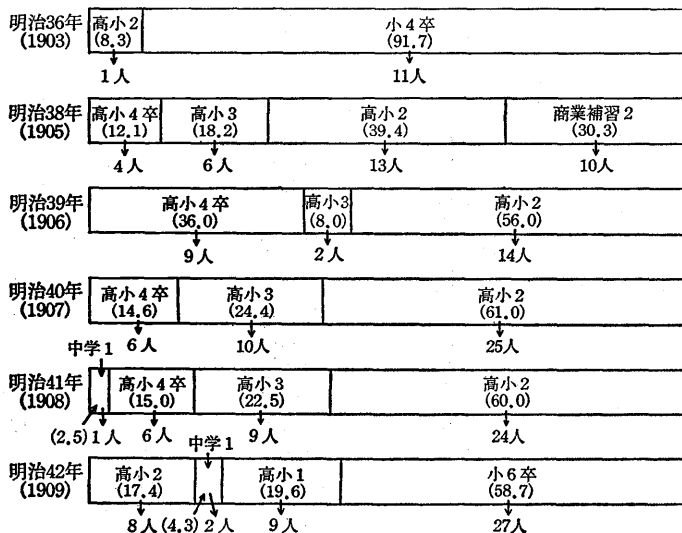 明治36年
(1903)
高小2
(8.3)
小4卒
(91.7)
1人
11人
明治38年
(1905)
高小4卒
(12.1)
高小3
(18.2)
高小2
(39.4)
商業補習2
(30.3)
4人
6人
13人
10人
明治39年
(1906)
高小4卒
(36.0)
高小3
(8.0)
高小2
(56.0)
9人
2人
14人
明治40年
(1907)
高小4卒
(14.6)
高小3
(24.4)
高小2
(61.0)
6人
10人
25人
中学1
明治41年
(1908)
高小4卒
(15.0)
高小3
(22.5)
高小2
(60.0)
(2.5) 1人
6人
9人
24人
中学1
明治42年
(1909)
高小2
(17.4)
高小1
(19.6)
小6卒
(58.7)
8人
(4.3) 2人
9人
27人